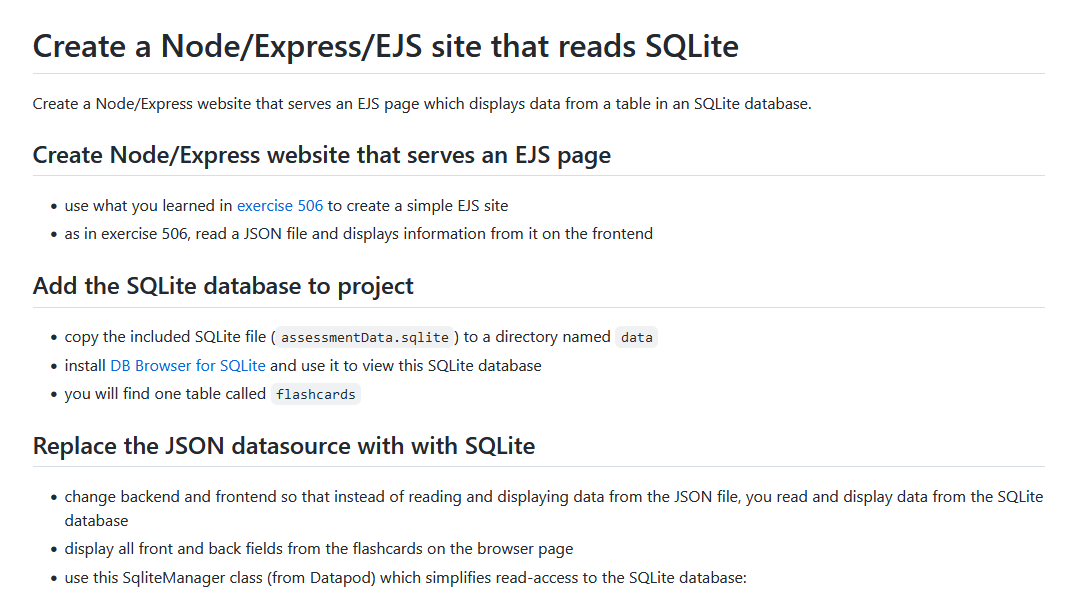 Create a Node/Express/EJS site that reads SQLite
Create a Node/Express website that serves an EJS page which displays data from a table in an SQLite database.
Create Node/Express website that serves an EJS page
use what you learned in exercise 506 to create a simple EJS site
as in exercise 506, read a JSON file and displays information from it on the frontend
Add the SQLite database to project
copy the included SQLite file ( assessmentData.sqlite ) to a directory named data
install DB Browser for SQLite and use it to view this SQLite database
you will find one table called flashcards
Replace the JSON datasource with with SQLite
change backend and frontend so that instead of reading and displaying data from the JSON file, you read and display data from the SQLite
database
display all front and back fields from the flashcards on the browser page
use this SqliteManager class (from Datapod) which simplifies read-access to the SQLite database: